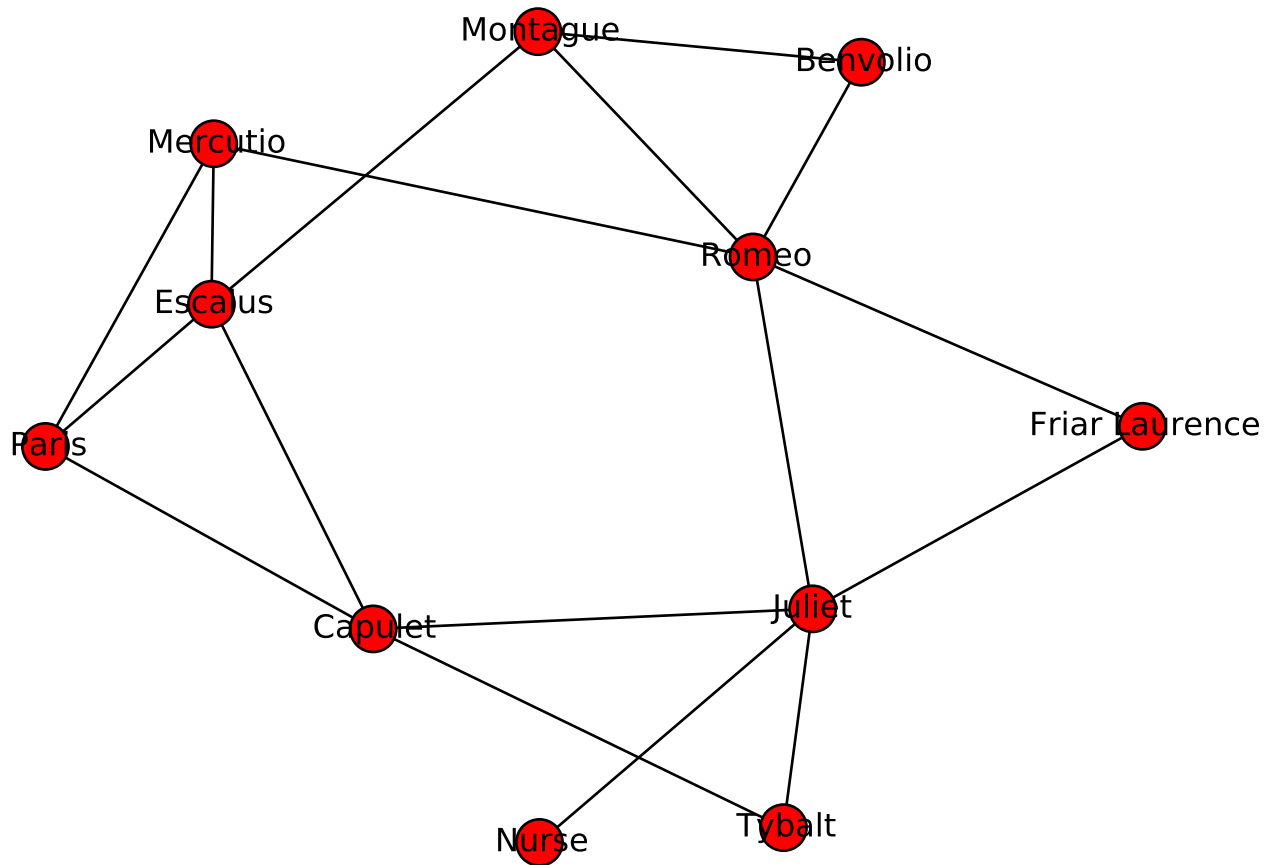 Montague
Benvolio
Mercutio
Romeo
Escalus
Friar Laurence
Paris
Juliet
Capulet
Tybalt
Nurse